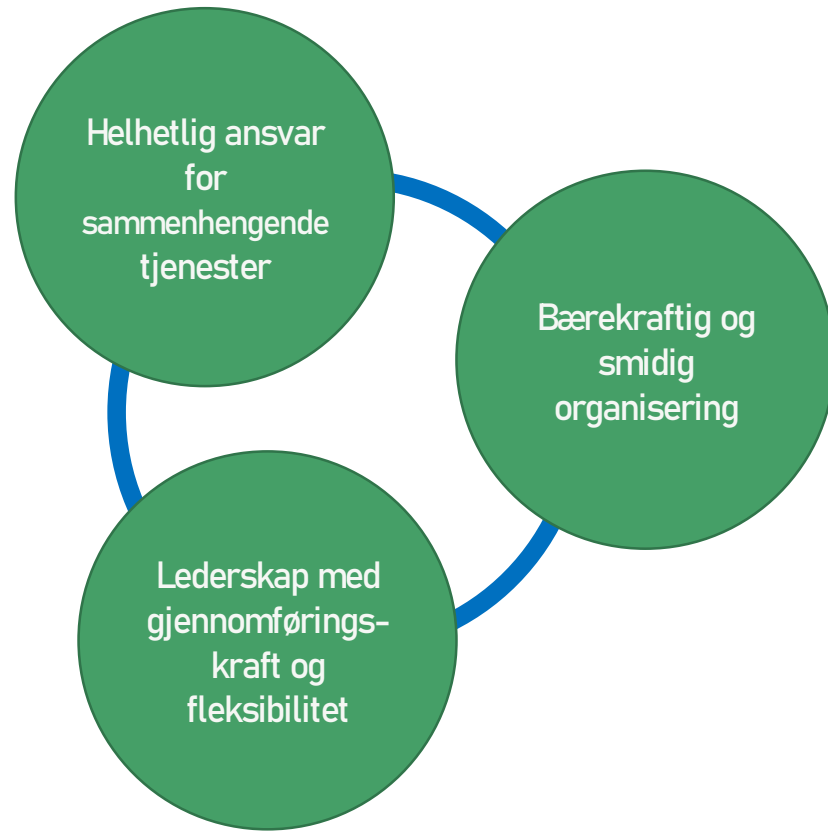 Helhetlig ansvar
for
sammenhengende
tjenester
Bærekraftig og
smidig
organisering
Lederskap med
gjennomførings-
kraft og
fleksibilitet